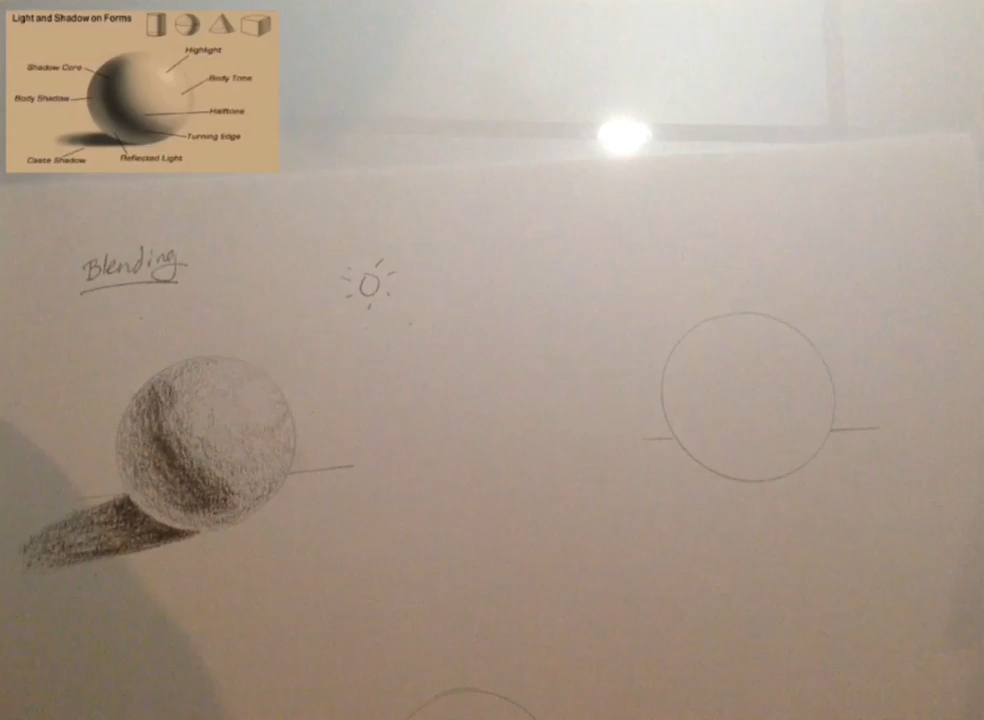 Light and Shadow on Forms
Highlight
Shadow Core
Body Tone
Body Shadow
Halftone
Turning Edge
Caste Shadow
Reflected Light
Blending